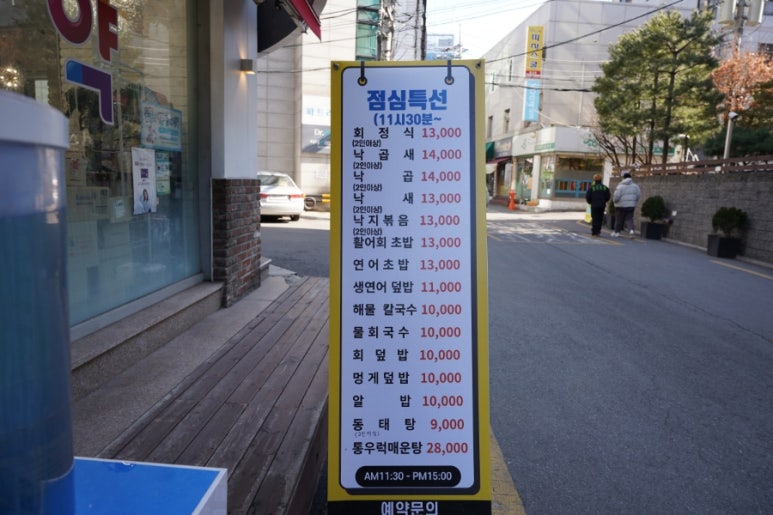 점심특선
(11시30분~
회 정 식 13,000
(2인이상)
낙 곱 새 14,000
(2인이상)
낙 곱 14,000
(2인이상)
낙 새 13,000
(2인이상)
낙지볶음 13,000
(2인이상)
활어회초밥 13,000
연어초밥 13,000
생연어 덮밥 11,000
해물 칼국수 10,000
물회국수 10,000
회 덮 밥 10,000
멍게덮밥 10,000
알 밥 10,000
동 태 탕 9,000
통우럭매운탕 28,000
AM11:30 - PM15:00
예약문의